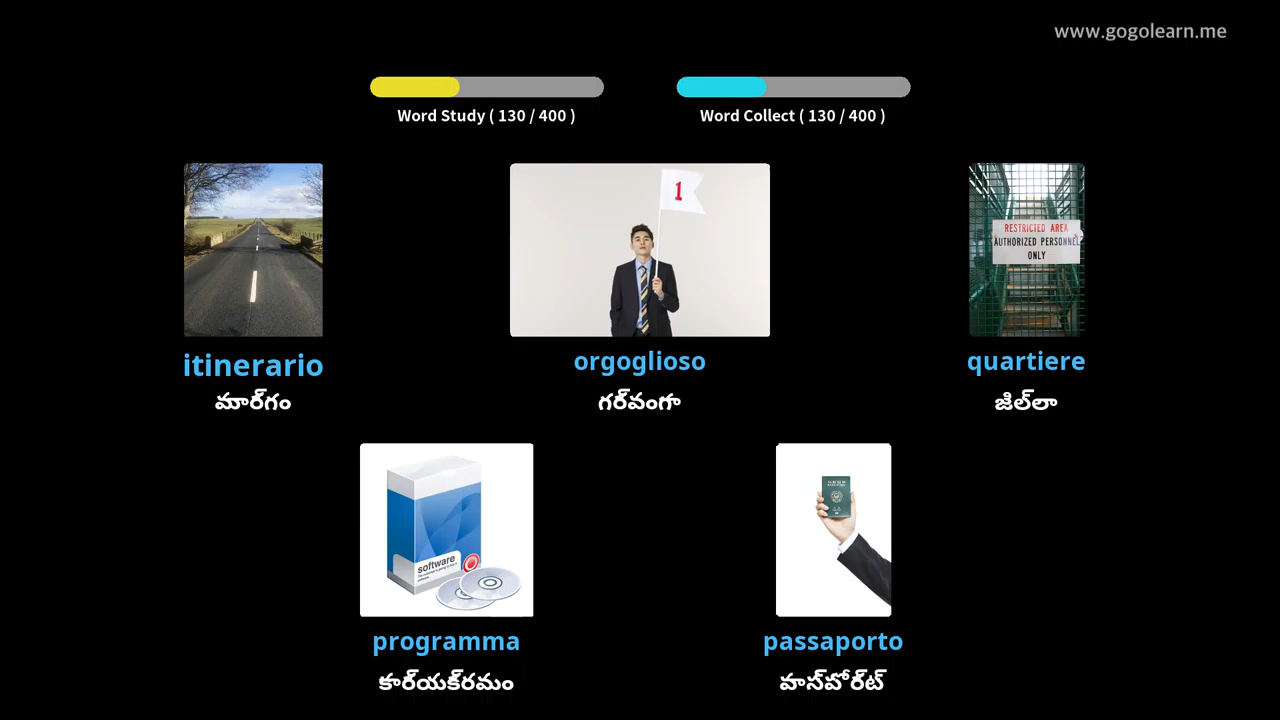 www.gogolearn.me
Word Study ( 130 / 400 )
Word Collect ( 130 / 400 )
1
RESTRICTED AREA
AUTHORIZED PERSONNEL
ONLY
itinerario
orgoglioso
quartiere
మార్‌గం
గర్‌వంగా
జిల్‌లా
software
programma
passaporto
కార్‌యక్‌రమం
పాస్‌పోర్‌ట్